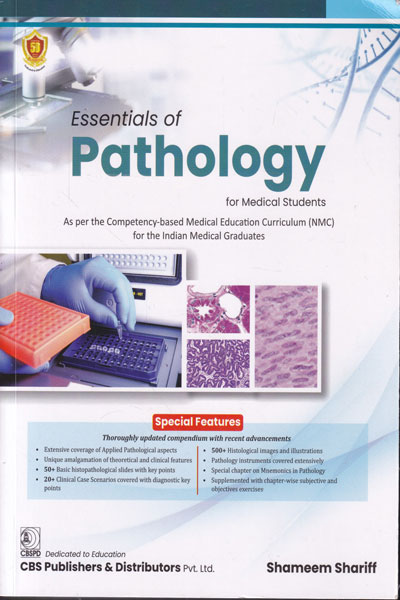 50
Essentials of
Pathology
for Medical Students
As per the Competency-based Medical Education Curriculum (NMC)
for the Indian Medical Graduates
Special Features
Thoroughly updated compendium with recent advancements
• Extensive coverage of Applied Pathological aspects
• Unique amalgamation of theoretical and clinical features
• 50+ Basic histopathological slides with key points
• 20+ Clinical Case Scenarios covered with diagnostic key
points
• 500+ Histological images and illustrations
• Pathology instruments covered extensively
• Special chapter on Mnemonics in Pathology
• Supplemented with chapter-wise subjective and
objectives exercises
CBSPD
Dedicated to Education
CBS Publishers & Distributors Pvt. Ltd.
Shameem Shariff